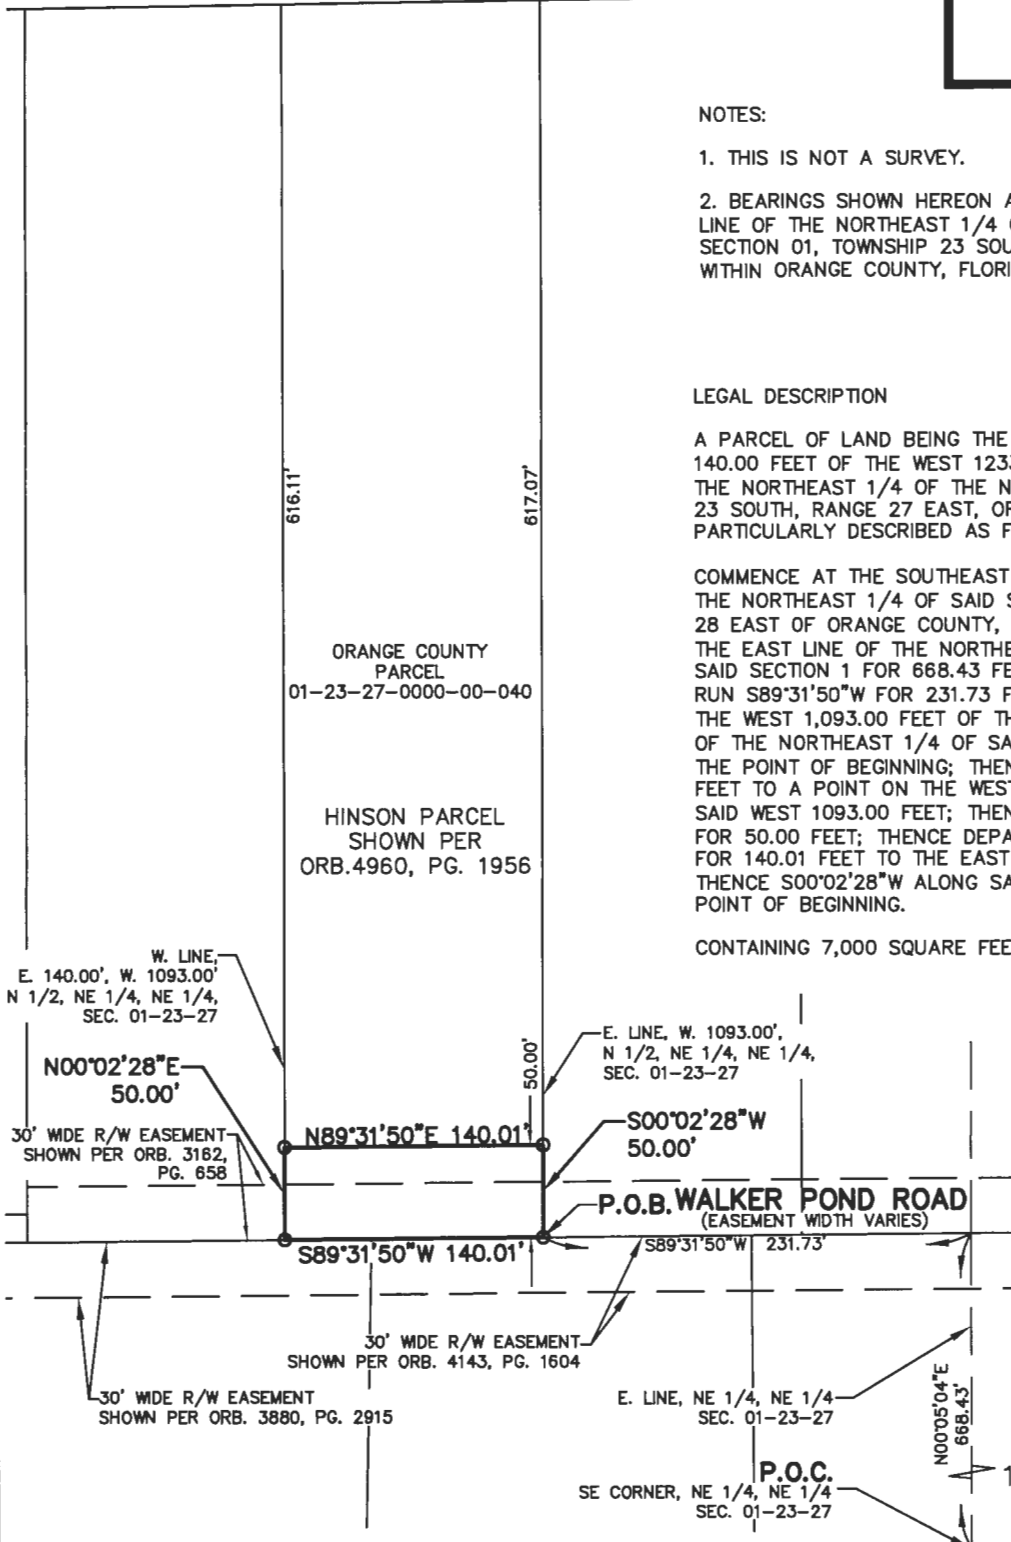 NOTES:
1. THIS IS NOT A SURVEY.
2. BEARINGS SHOWN HEREON
LINE OF THE NORTHEAST 1/4
SECTION 01, TOWNSHIP 23
WITHIN ORANGE COUNTY,
LEGAL DESCRIPTION
A PARCEL OF LAND BEING THE
140.00 FEET OF THE WEST
THE NORTHEAST 1/4 OF THE
23 SOUTH, RANGE 27 EAST,
PARTICULARLY DESCRIBED AS
COMMENCE AT THE SOUTHEAST
THE NORTHEAST 1/4 OF SAID
28 EAST OF ORANGE COUNTY,
THE EAST LINE OF THE
SAID SECTION 1 FOR 668.43
RUN S89°31'50"W FOR 231.73
THE WEST 1,093.00 FEET OF
OF THE NORTHEAST 1/4 OF
THE POINT OF BEGINNING;
FEET TO A POINT ON THE WEST
SAID WEST 1093.00 FEET;
FOR 50.00 FEET; THENCE
FOR 140.01 FEET TO THE EAST
THENCE S00°02'28"W ALONG
POINT OF BEGINNING.
CONTAINING 7,000 SQUARE
616.11'
617.07'
ORANGE COUNTY
PARCEL
01-23-27-0000-00-040
HINSON PARCEL
SHOWN PER
ORB.4960, PG. 1956
W. LINE,
E. 140.00', W. 1093.00'
N 1/2, NE 1/4, NE 1/4,
SEC. 01-23-27
N00°02'28"E
50.00'
30' WIDE R/W EASEMENT
SHOWN PER ORB. 3162,
PG. 658
50.00'
E. LINE, W. 1093.00',
N 1/2, NE 1/4, NE 1/4,
SEC. 01-23-27
S00°02'28"W
50.00'
N89°31'50"E 140.01'
P.O.B. WALKER POND ROAD
(EASEMENT WIDTH VARIES)
S89°31'50"W 231.73'
S89°31'50"W 140.01'
30' WIDE R/W EASEMENT
SHOWN PER ORB. 4143, PG. 1604
30' WIDE R/W EASEMENT
SHOWN PER ORB. 3880, PG. 2915
E. LINE, NE 1/4, NE 1/4
SEC. 01-23-27
N00°05'04"E
668.43'
P.O.C.
SE CORNER, NE 1/4, NE 1/4
SEC. 01-23-27